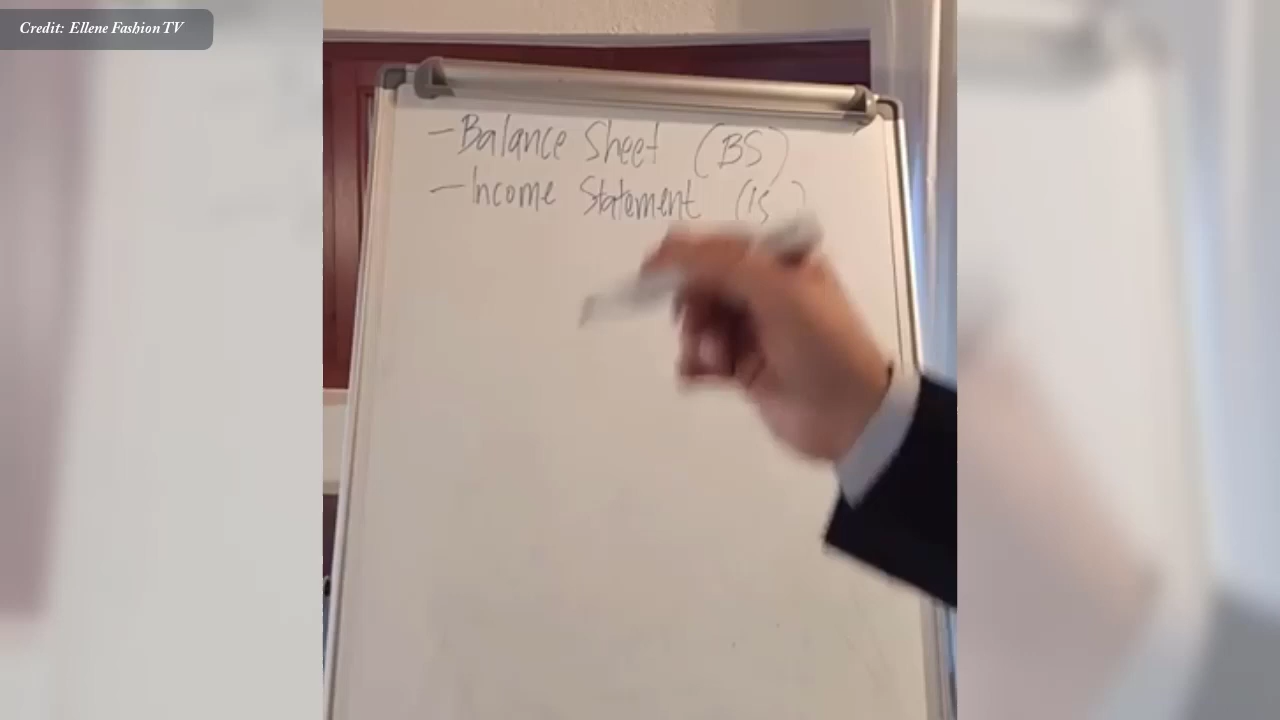 Credit: Ellene Fashion TV
- Balance Sheet (BS)
- Income Statement (IS)